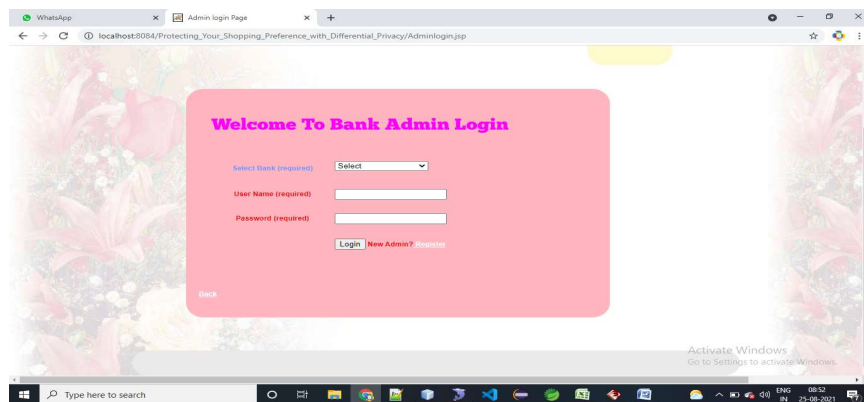 WhatsApp
Admin login Page
localhost:8084/Protecting_Your_Shopping_Preference_with_Differential_Privacy/Adminlogin.jsp
Welcome To Bank Admin Login
Select Bank (required)
Select
User Name (required)
Password (required)
Login New Admin? Register
Back
Activate Windows
Go to Settings to activate Windows.
Type here to search
ENG 08:52
IN 25-08-2021